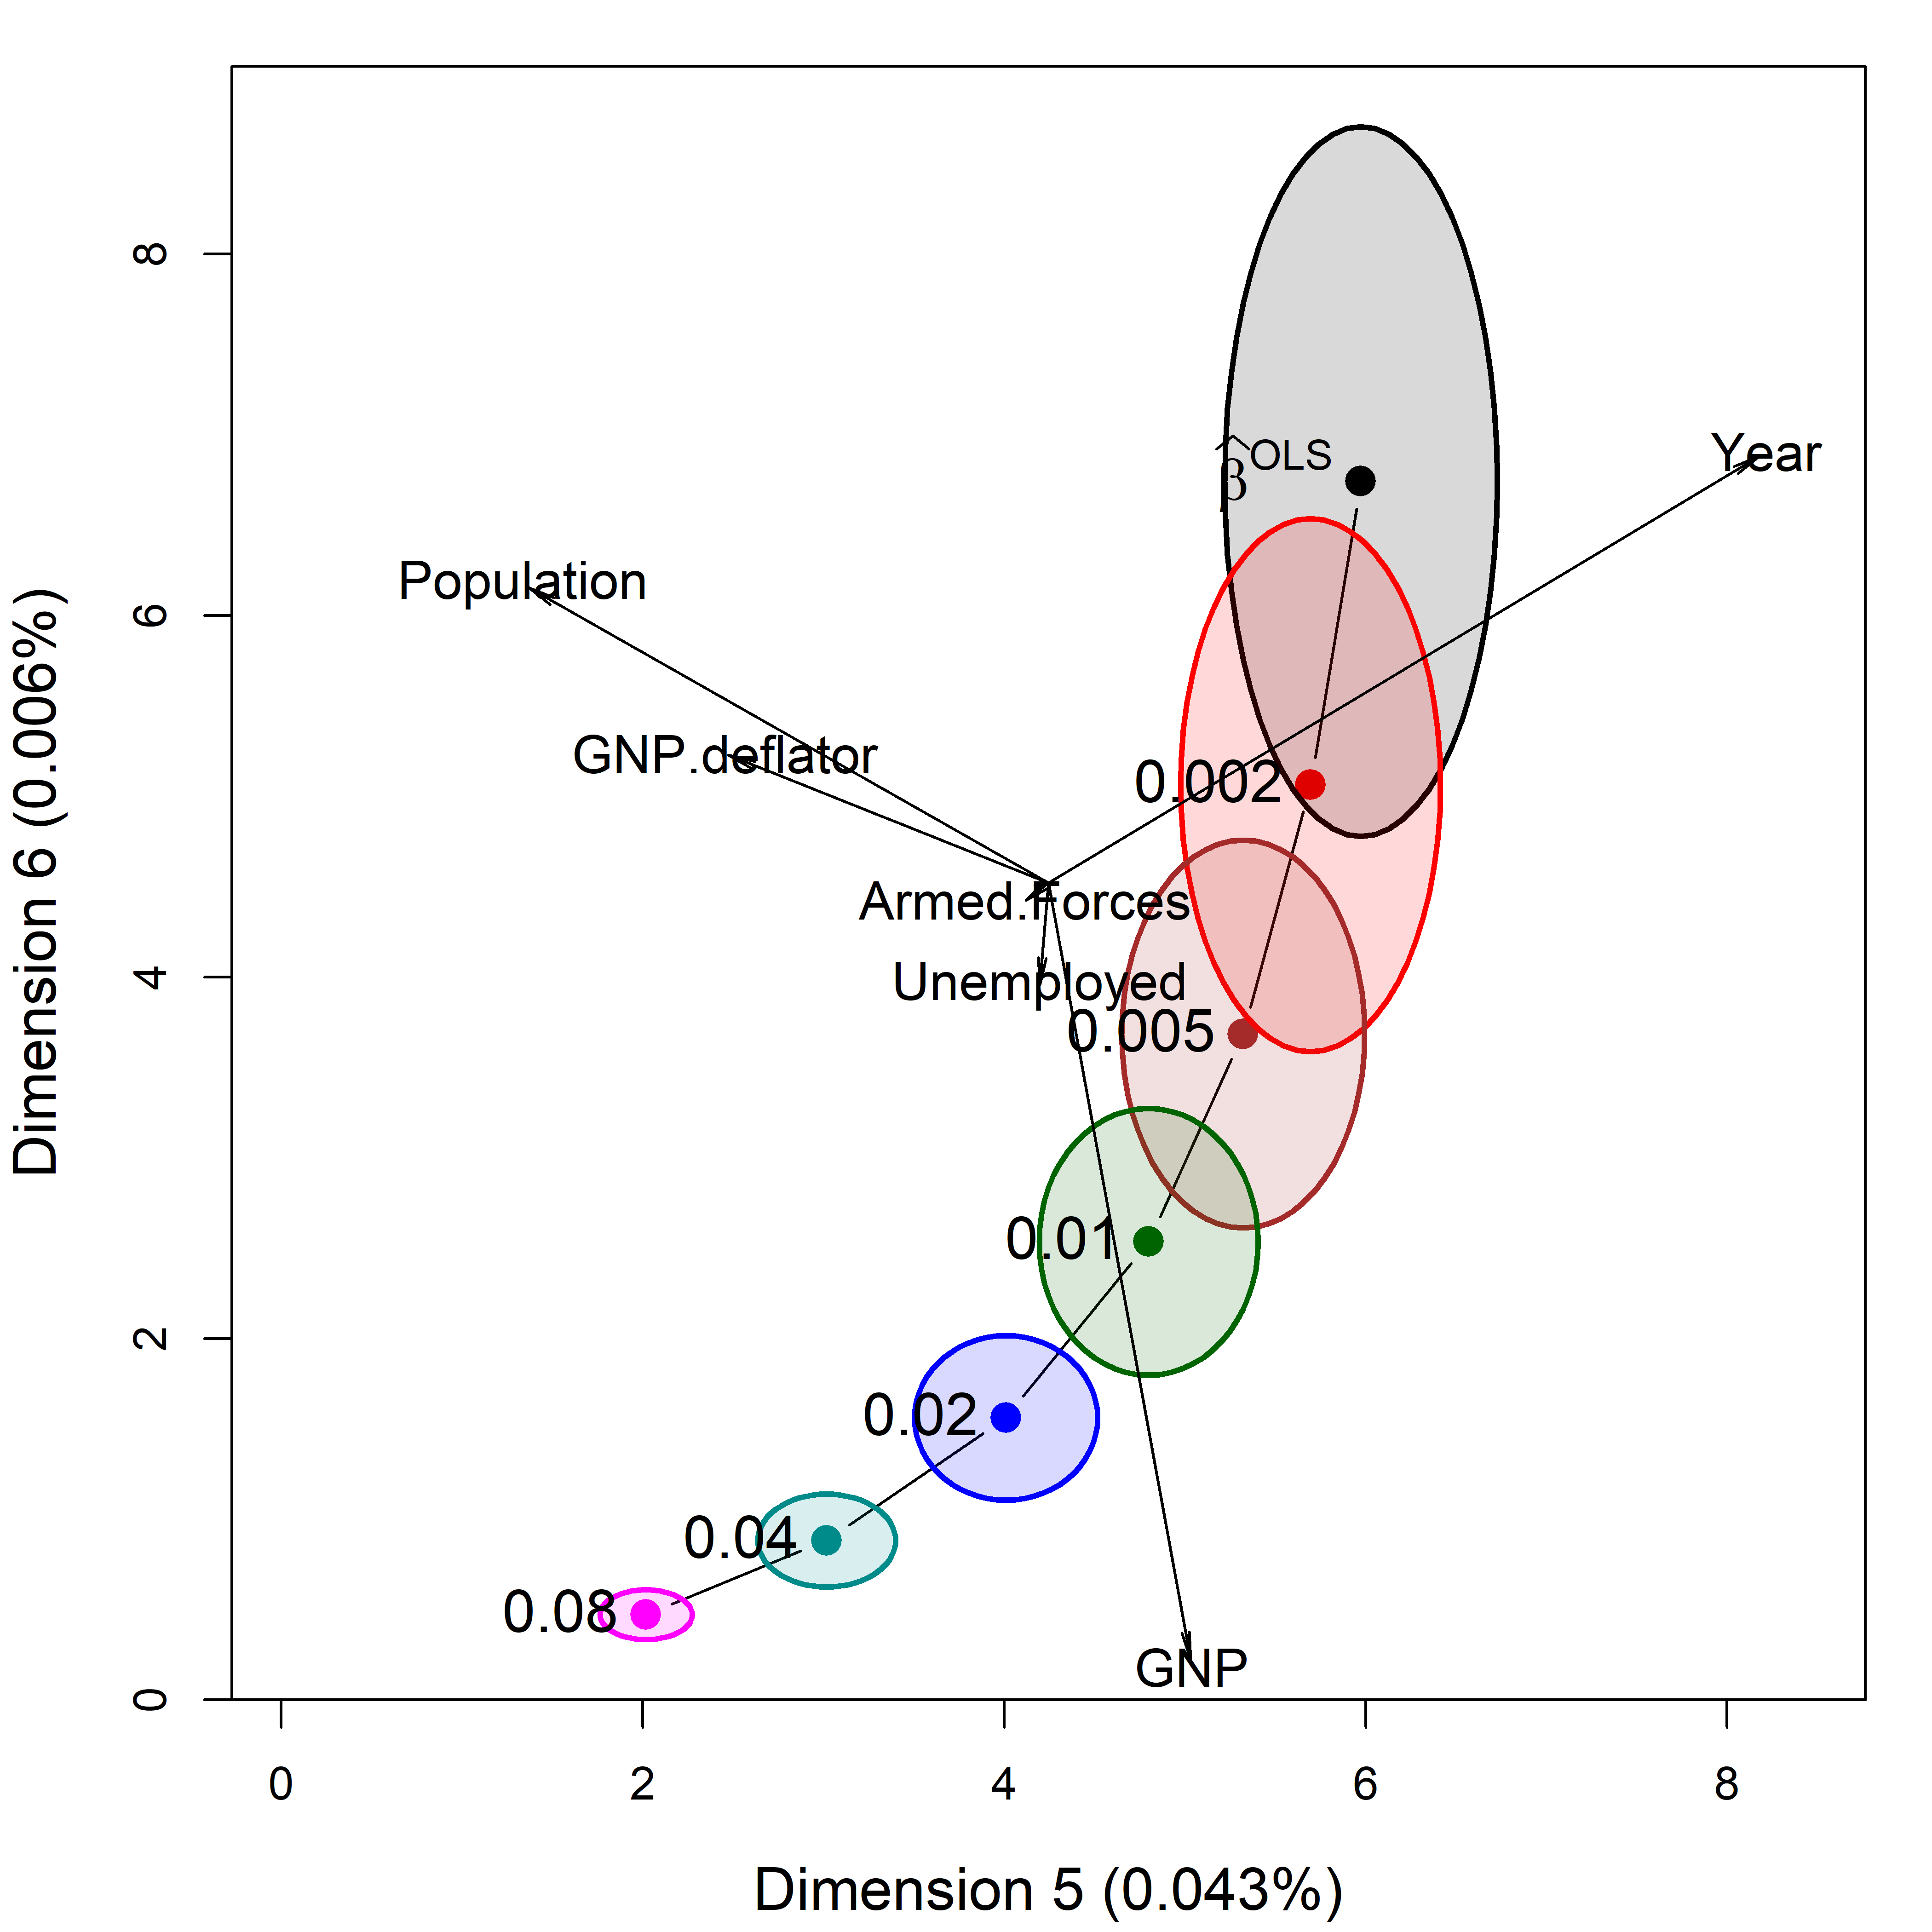 β̂^OLS
Year
Population
GNP.deflator
0.002
Armed.Forces
Unemployed
0.005
0.01
0.02
0.04
0.08
GNP
8
6
4
2
0
Dimension 6 (0.006%)
0 2 4 6 8
Dimension 5 (0.043%)